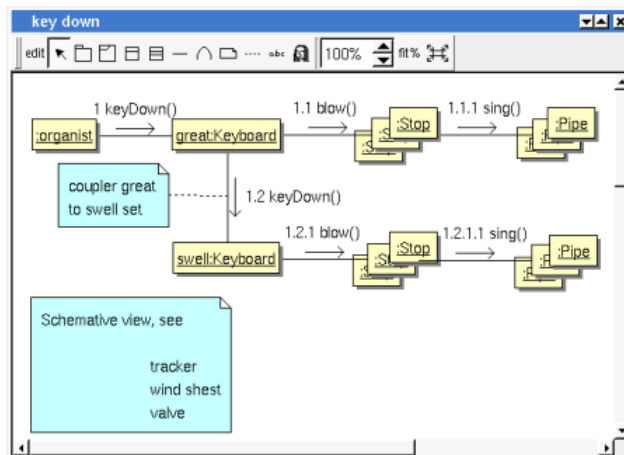 key down
edit
abc
100%
fit%
1 keyDown()
1.1 blow()
1.1.1 sing()
:organist
great:Keyboard
:Stop
:Pipe
coupler great
to swell set
1.2 keyDown()
1.2.1 blow()
1.2.1.1 sing()
swell:Keyboard
:Stop
:Pipe
Schemative view, see
tracker
wind shest
valve